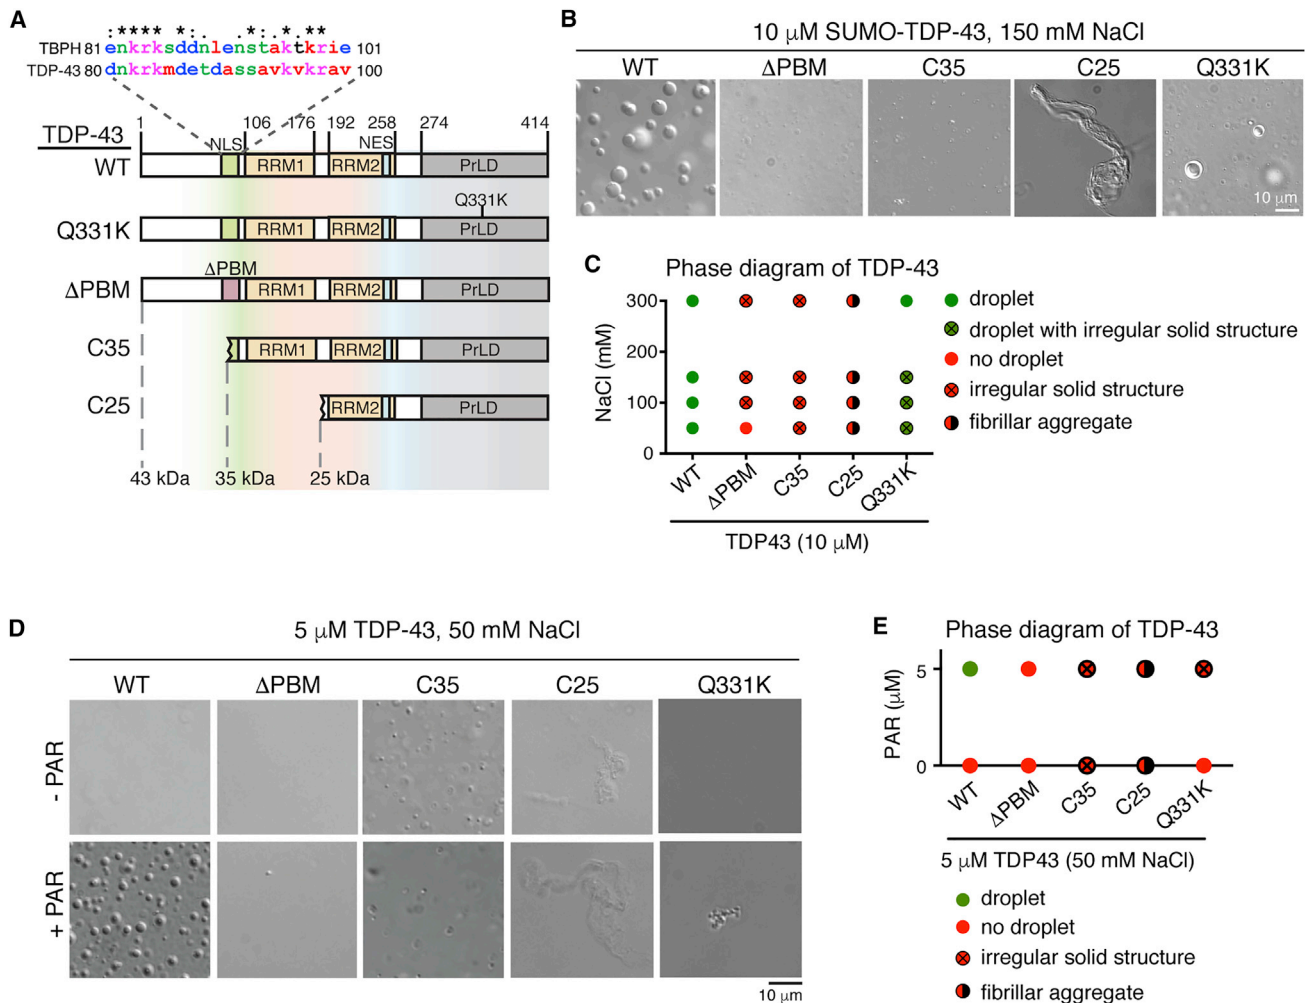 A
:****.*:. .*:.*.**
TBPH 81 enkrksddnlenstaktkrie 101
TDP-43 80 dnkrkmdetdassavkvkrav 100
1 106 176 192 258 274 414
TDP-43
NLS NES
WT RRM1 RRM2 PrLD
Q331K
Q331K RRM1 RRM2 PrLD
ΔPBM
ΔPBM RRM1 RRM2 PrLD
C35 RRM1 RRM2 PrLD
C25 RRM2 PrLD
43 kDa 35 kDa 25 kDa
B
10 μM SUMO-TDP-43, 150 mM NaCl
WT ΔPBM C35 C25 Q331K
10 μm
C
Phase diagram of TDP-43
NaCl (mM)
300
200
100
0
WT ΔPBM C35 C25 Q331K
TDP43 (10 μM)
droplet
droplet with irregular solid structure
no droplet
irregular solid structure
fibrillar aggregate
D
5 μM TDP-43, 50 mM NaCl
WT ΔPBM C35 C25 Q331K
- PAR
+ PAR
10 μm
E
Phase diagram of TDP-43
PAR (μM)
5
0
WT ΔPBM C35 C25 Q331K
5 μM TDP43 (50 mM NaCl)
droplet
no droplet
irregular solid structure
fibrillar aggregate